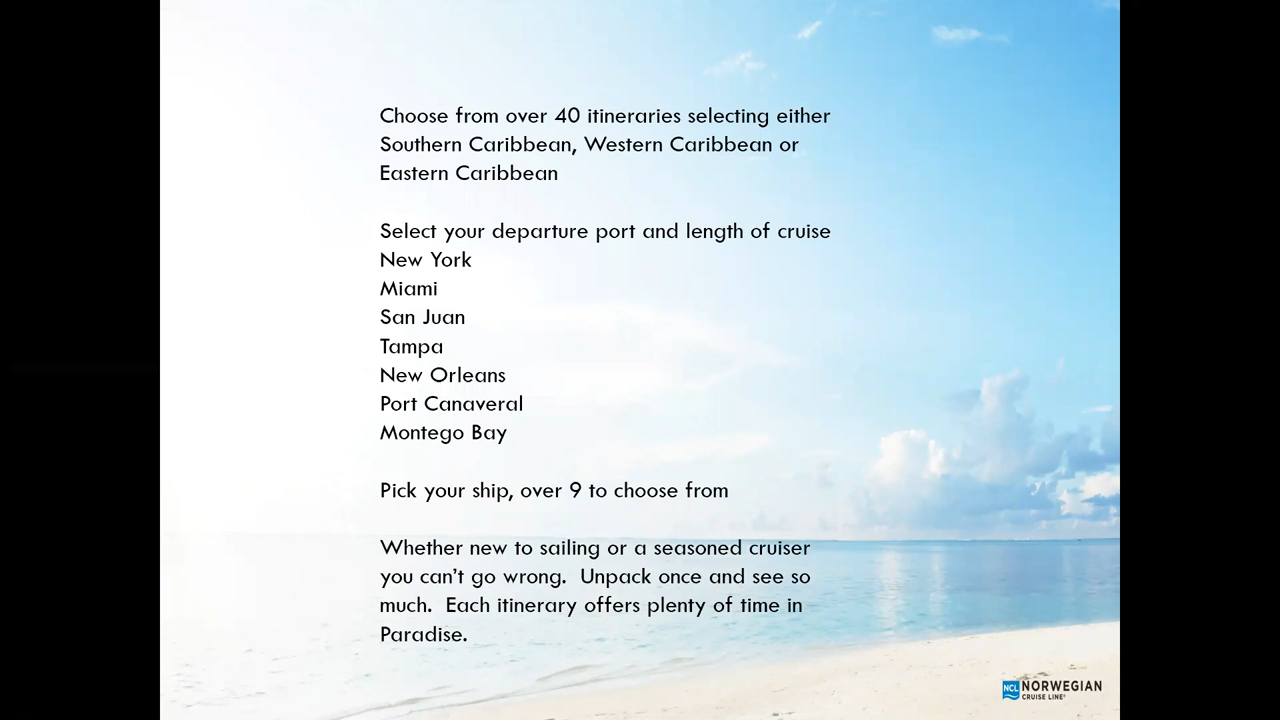 Choose from over 40 itineraries selecting either
Southern Caribbean, Western Caribbean or
Eastern Caribbean
Select your departure port and length of cruise
New York
Miami
San Juan
Tampa
New Orleans
Port Canaveral
Montego Bay
Pick your ship, over 9 to choose from
Whether new to sailing or a seasoned cruiser
you can’t go wrong.  Unpack once and see so
much.  Each itinerary offers plenty of time in
Paradise.
NCL NORWEGIAN
CRUISE LINE®